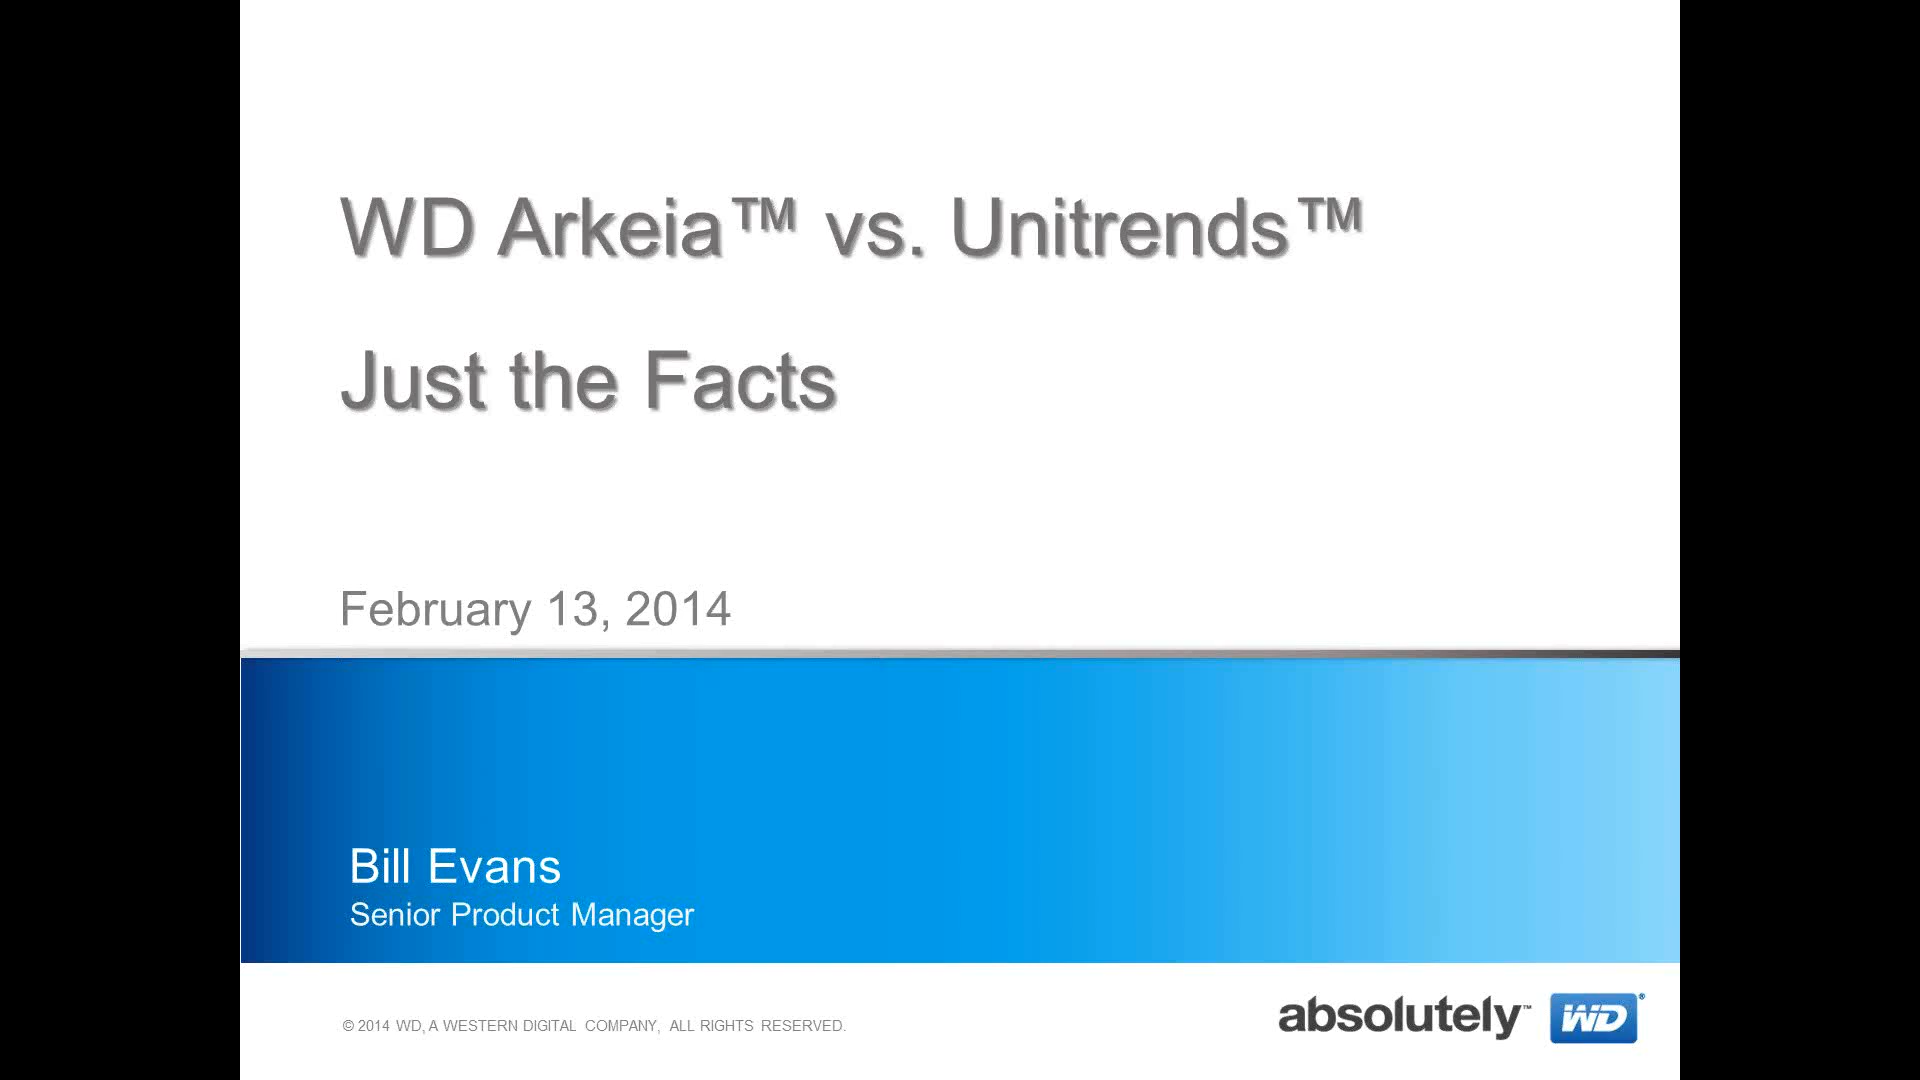 WD Arkeia™ vs. Unitrends™
Just the Facts
February 13, 2014
Bill Evans
Senior Product Manager
© 2014 WD, A WESTERN DIGITAL COMPANY, ALL RIGHTS RESERVED.
absolutely™ WD®